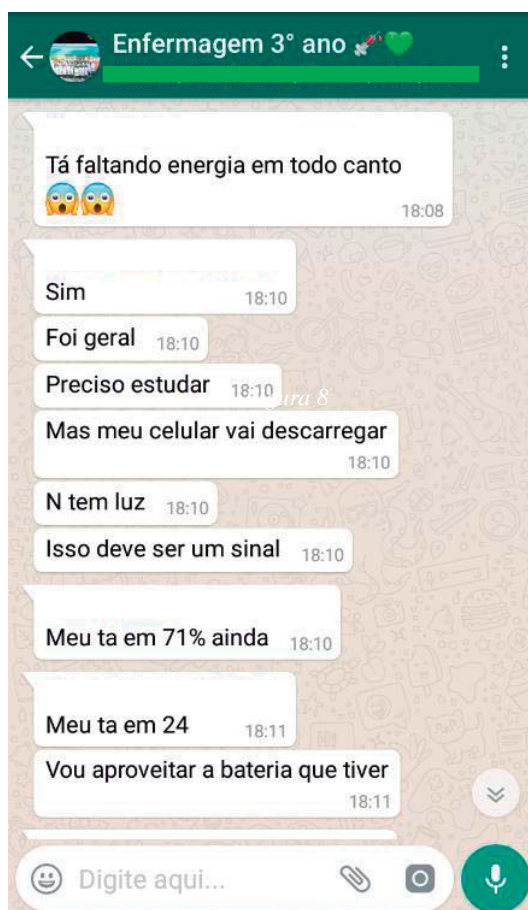 Enfermagem 3° ano 💉💚
Tá faltando energia em todo canto
😱😱
18:08
Sim 18:10
Foi geral 18:10
Preciso estudar 18:10
Mas meu celular vai descarregar
18:10
N tem luz 18:10
Isso deve ser um sinal 18:10
Meu ta em 71% ainda 18:10
Meu ta em 24 18:11
Vou aproveitar a bateria que tiver
18:11
Digite aqui...